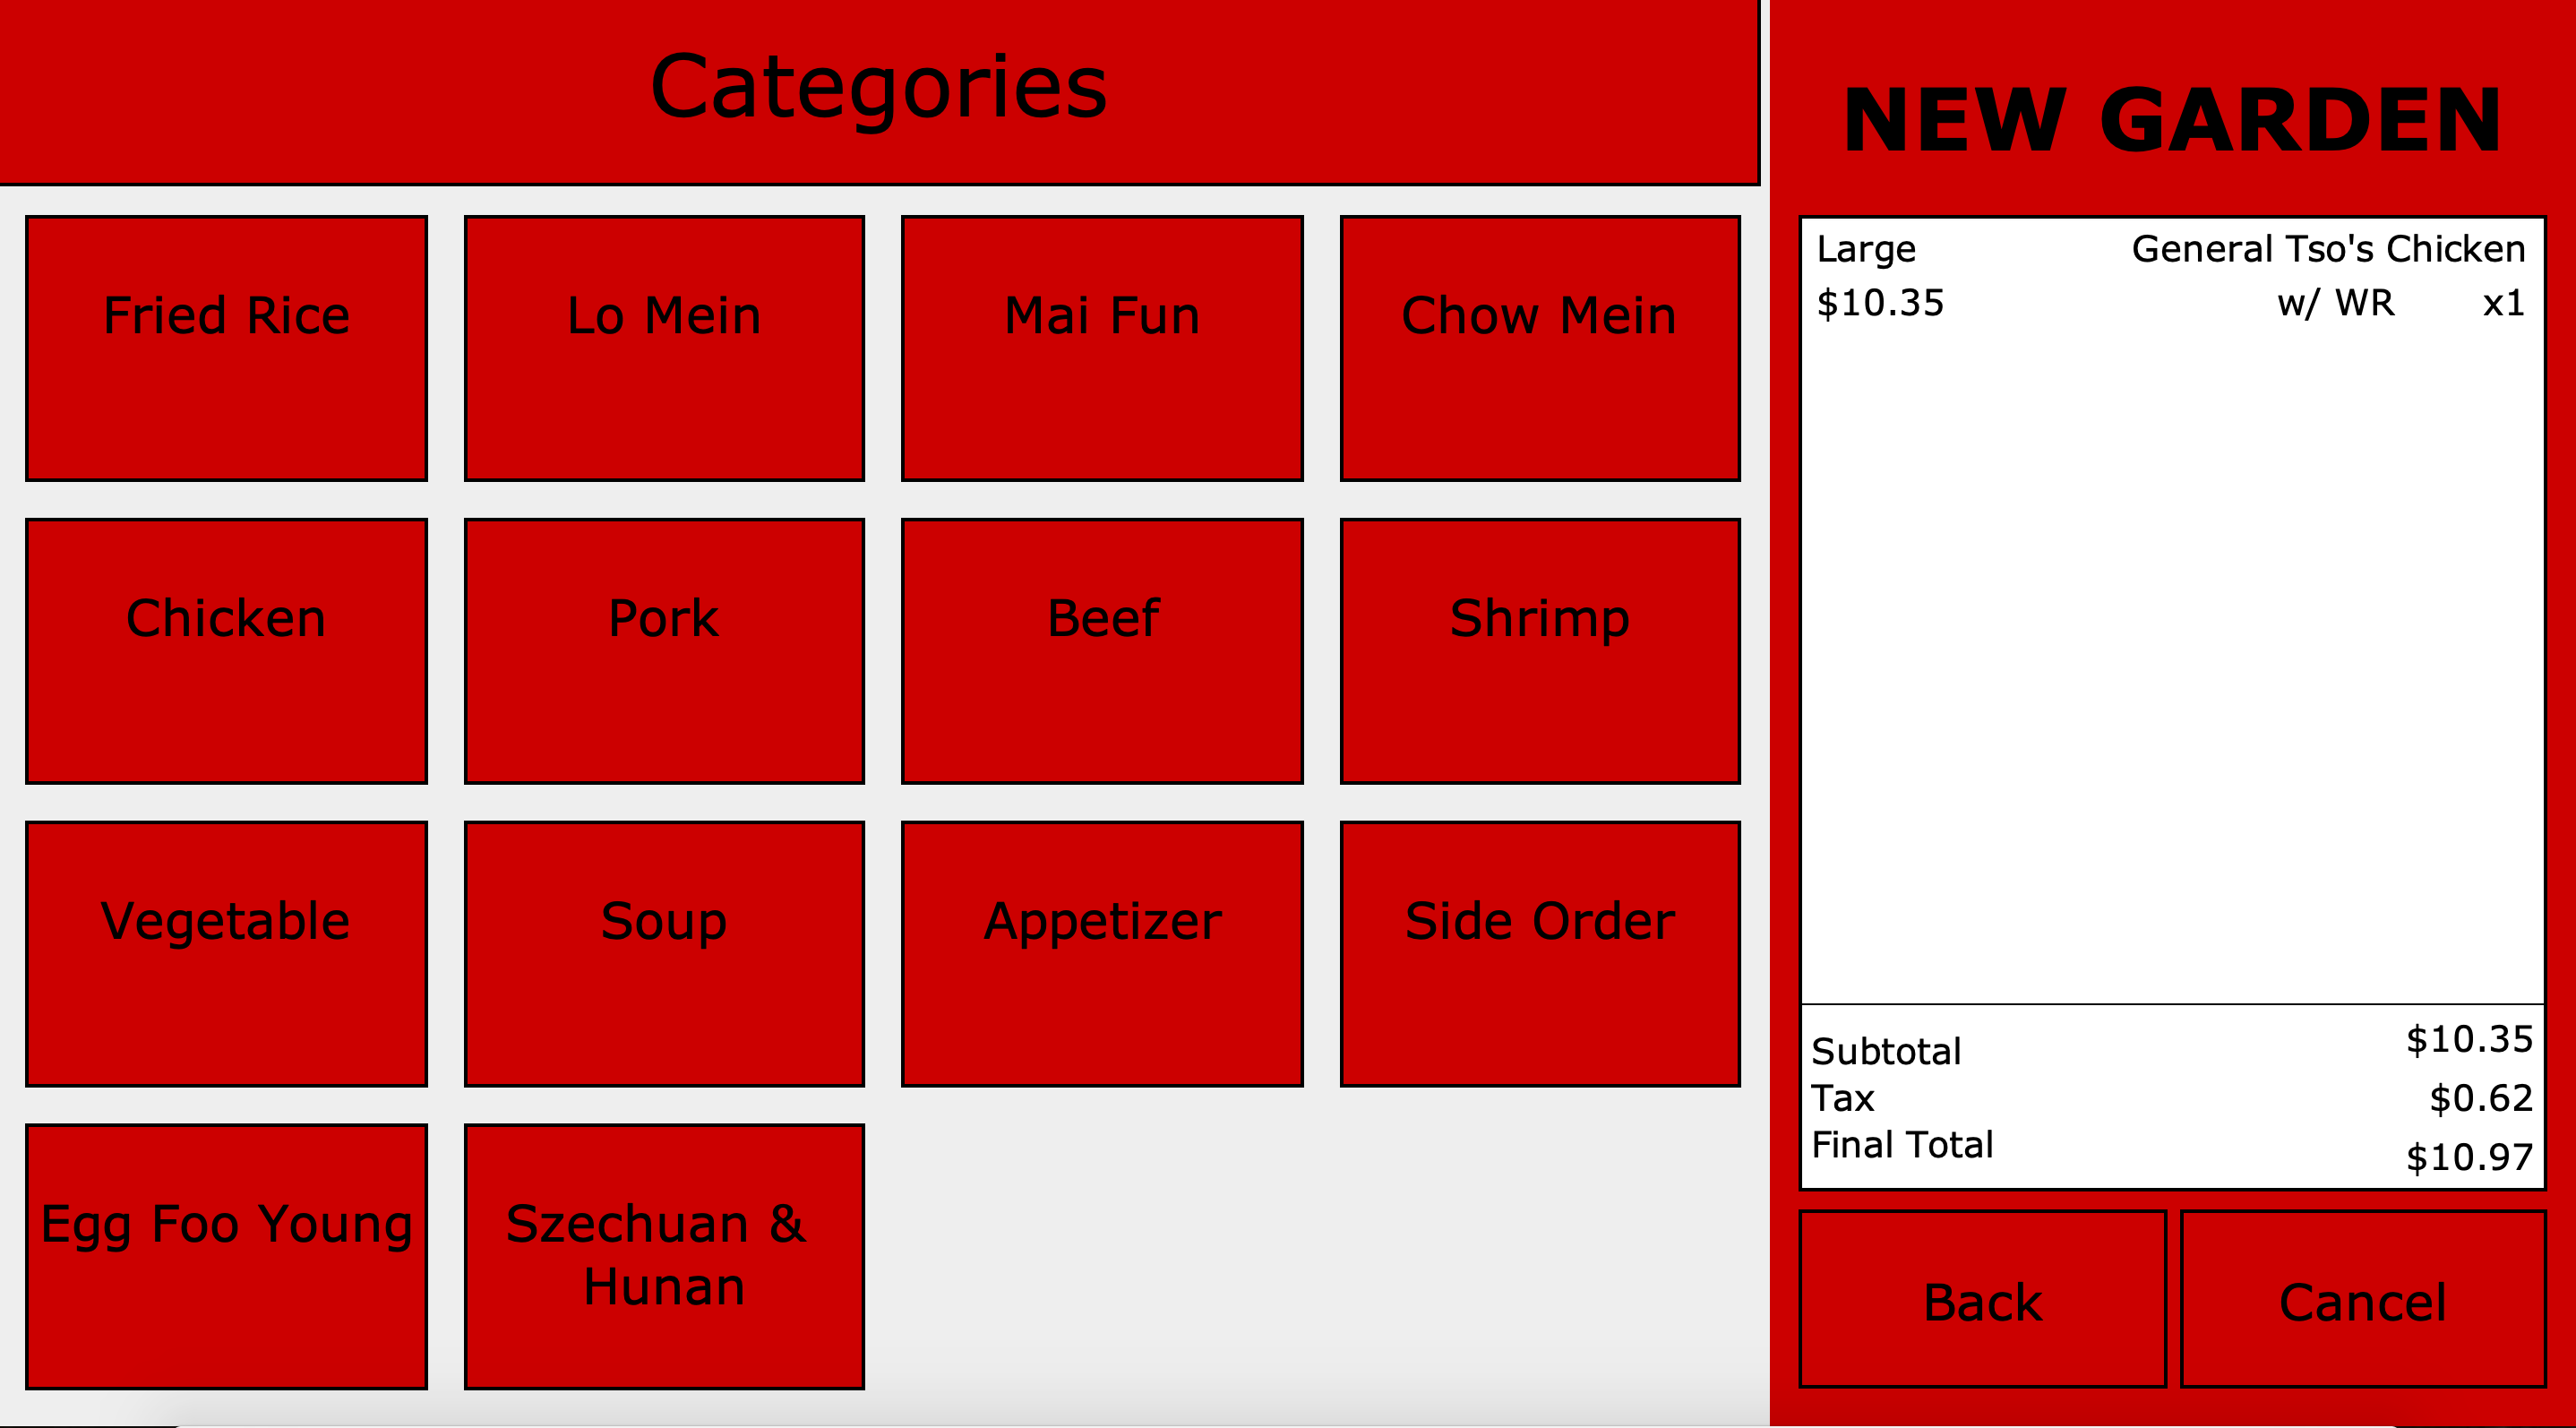 Categories
Fried Rice
Lo Mein
Mai Fun
Chow Mein
Chicken
Pork
Beef
Shrimp
Vegetable
Soup
Appetizer
Side Order
Egg Foo Young
Szechuan &
Hunan
NEW GARDEN
Large General Tso's Chicken
$10.35 w/ WR x1
Subtotal $10.35
Tax $0.62
Final Total $10.97
Back
Cancel